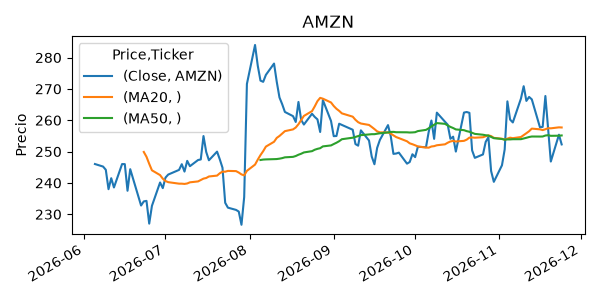 AMZN
Price,Ticker
(Close, AMZN)
(MA20, )
(MA50, )
Precio
280
270
260
250
240
230
2026-06
2026-07
2026-08
2026-09
2026-10
2026-11
2026-12